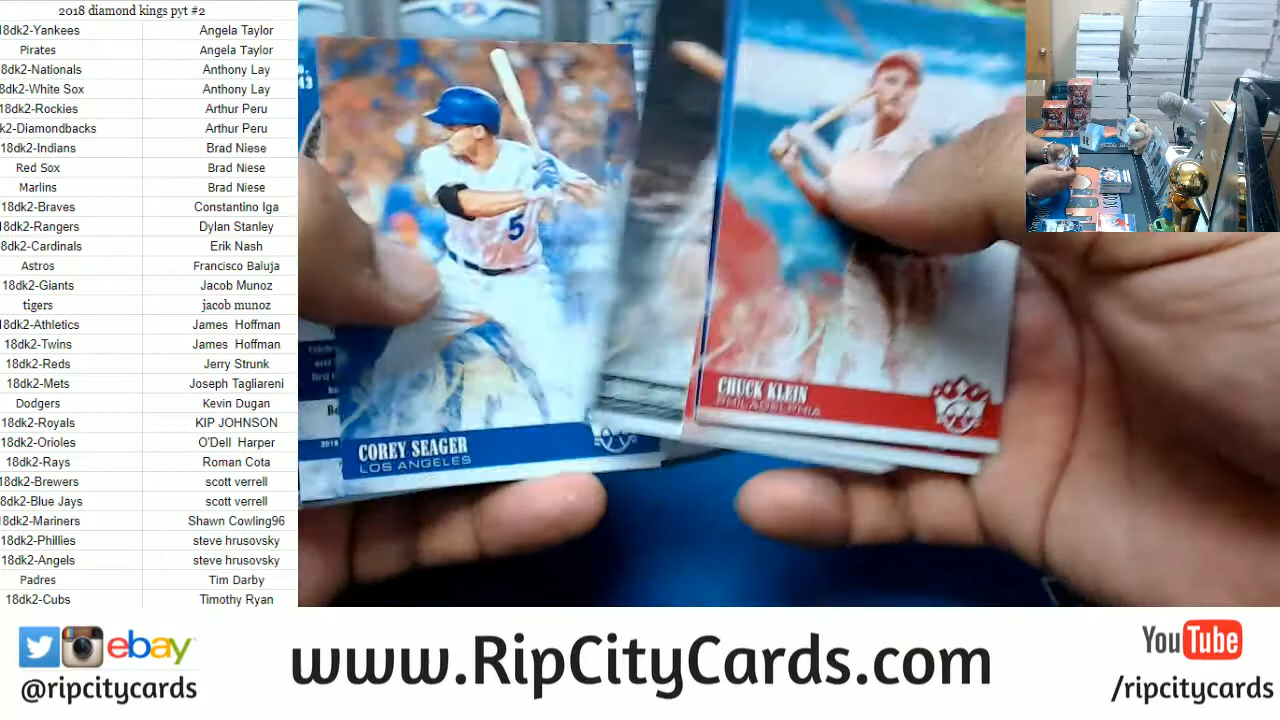 2018 diamond kings pyt #2
18dk2-Yankees Angela Taylor
Pirates Angela Taylor
8dk2-Nationals Anthony Lay
8dk2-White Sox Anthony Lay
18dk2-Rockies Arthur Peru
k2-Diamondbacks Arthur Peru
18dk2-Indians Brad Niese
Red Sox Brad Niese
Marlins Brad Niese
18dk2-Braves Constantino Iga
18dk2-Rangers Dylan Stanley
8dk2-Cardinals Erik Nash
Astros Francisco Baluja
18dk2-Giants Jacob Munoz
tigers jacob munoz
18dk2-Athletics James Hoffman
18dk2-Twins James Hoffman
18dk2-Reds Jerry Strunk
18dk2-Mets Joseph Tagliareni
Dodgers Kevin Dugan
18dk2-Royals KIP JOHNSON
18dk2-Orioles O'Dell Harper
18dk2-Rays Roman Cota
18dk2-Brewers scott verrell
18dk2-Blue Jays scott verrell
18dk2-Mariners Shawn Cowling96
18dk2-Phillies steve hrusovsky
18dk2-Angels steve hrusovsky
Padres Tim Darby
18dk2-Cubs Timothy Ryan
5
COREY SEAGER
LOS ANGELES
CHUCK KLEIN
PHILADELPHIA
ebay
@ripcitycards
www.RipCityCards.com
YouTube
/ripcitycards